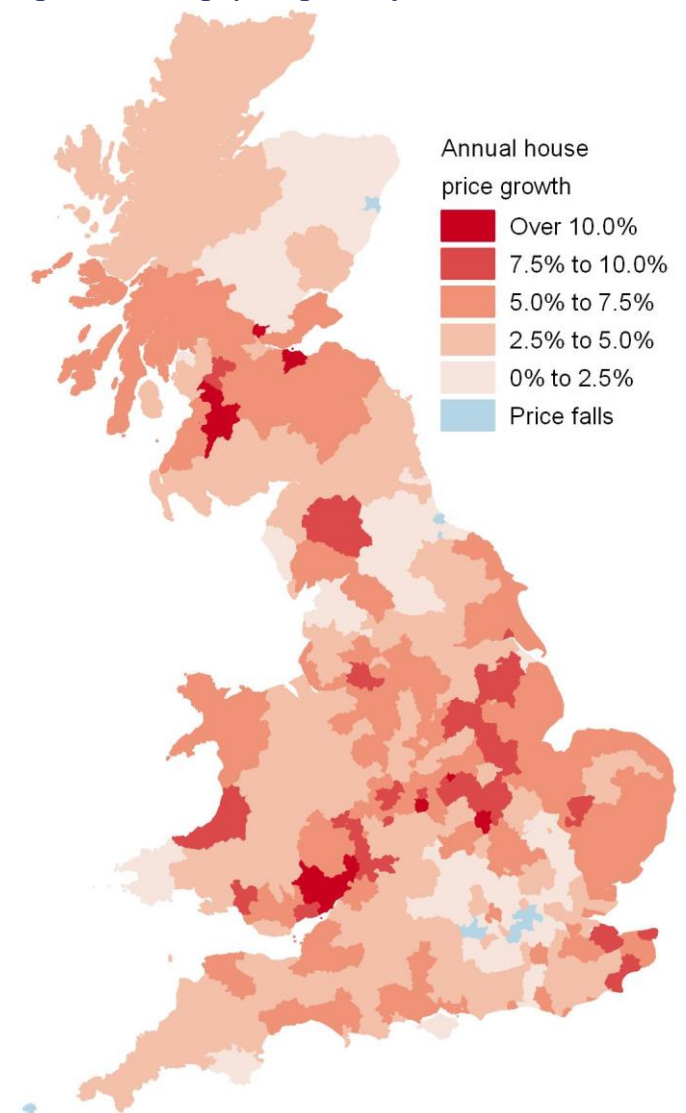 Annual house
price growth
Over 10.0%
7.5% to 10.0%
5.0% to 7.5%
2.5% to 5.0%
0% to 2.5%
Price falls